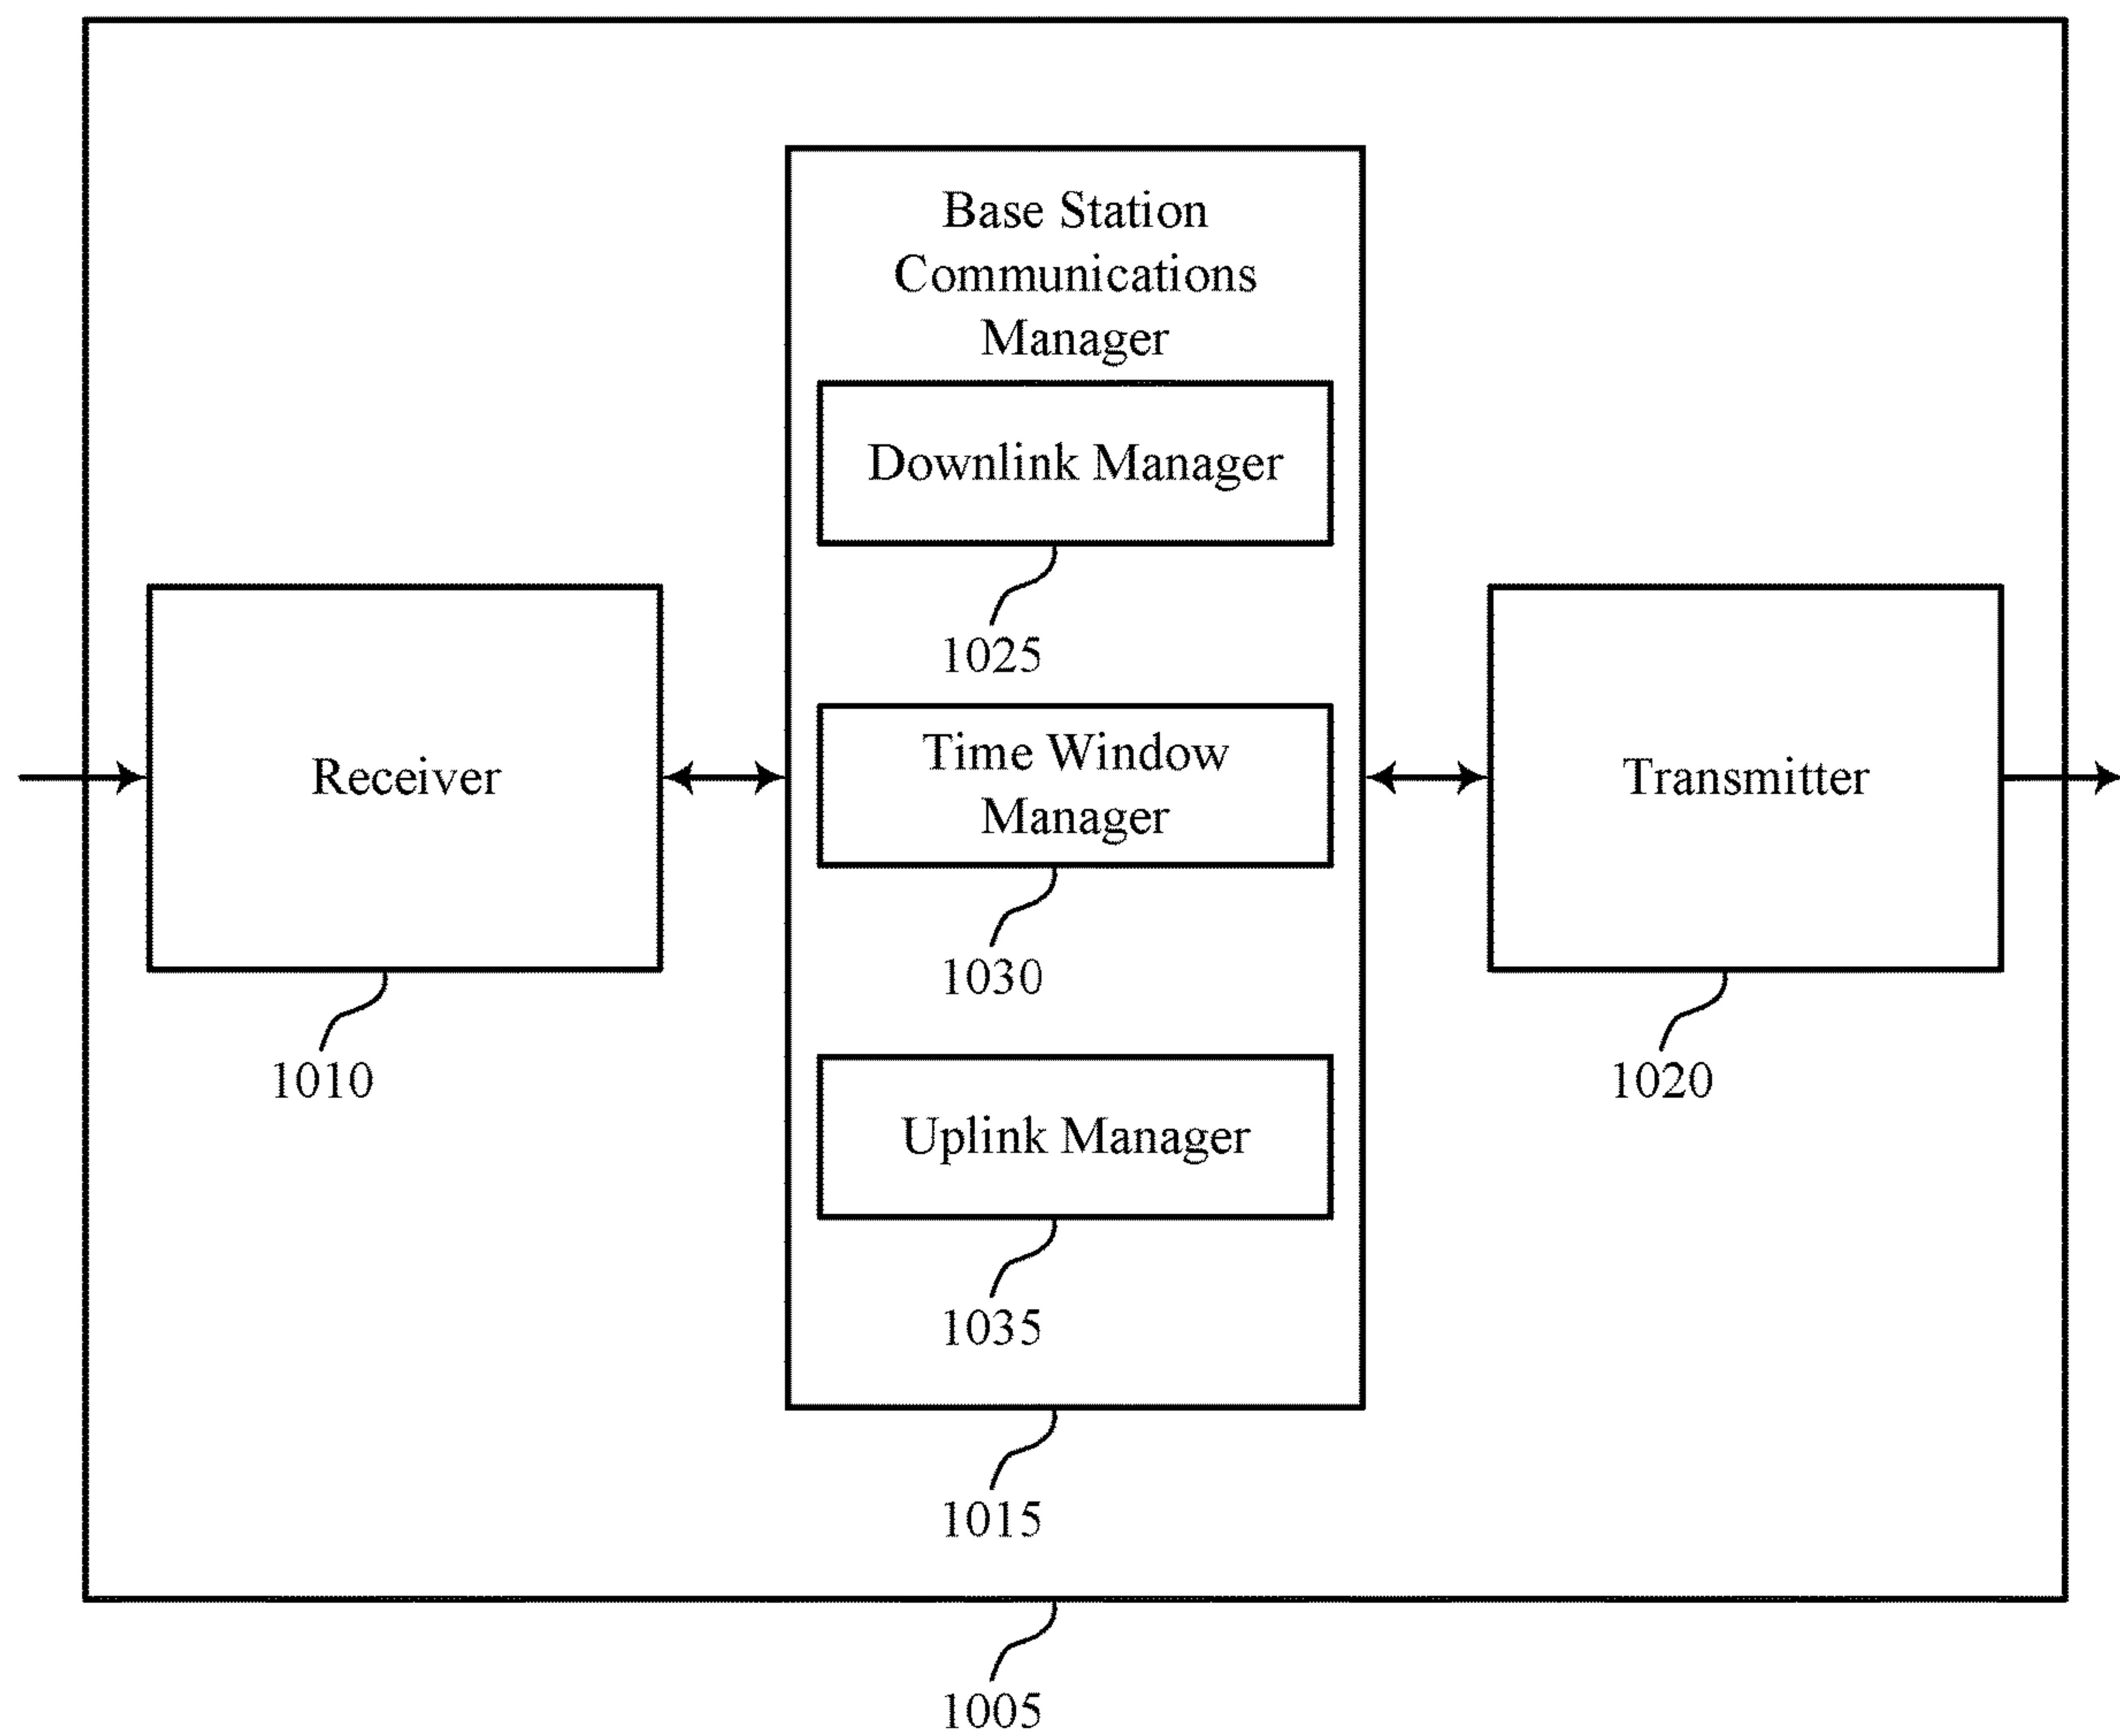 Base Station
Communications
Manager
Downlink Manager
1025
Time Window
Manager
1030
Uplink Manager
1035
1015
Receiver
1010
Transmitter
1020
1005